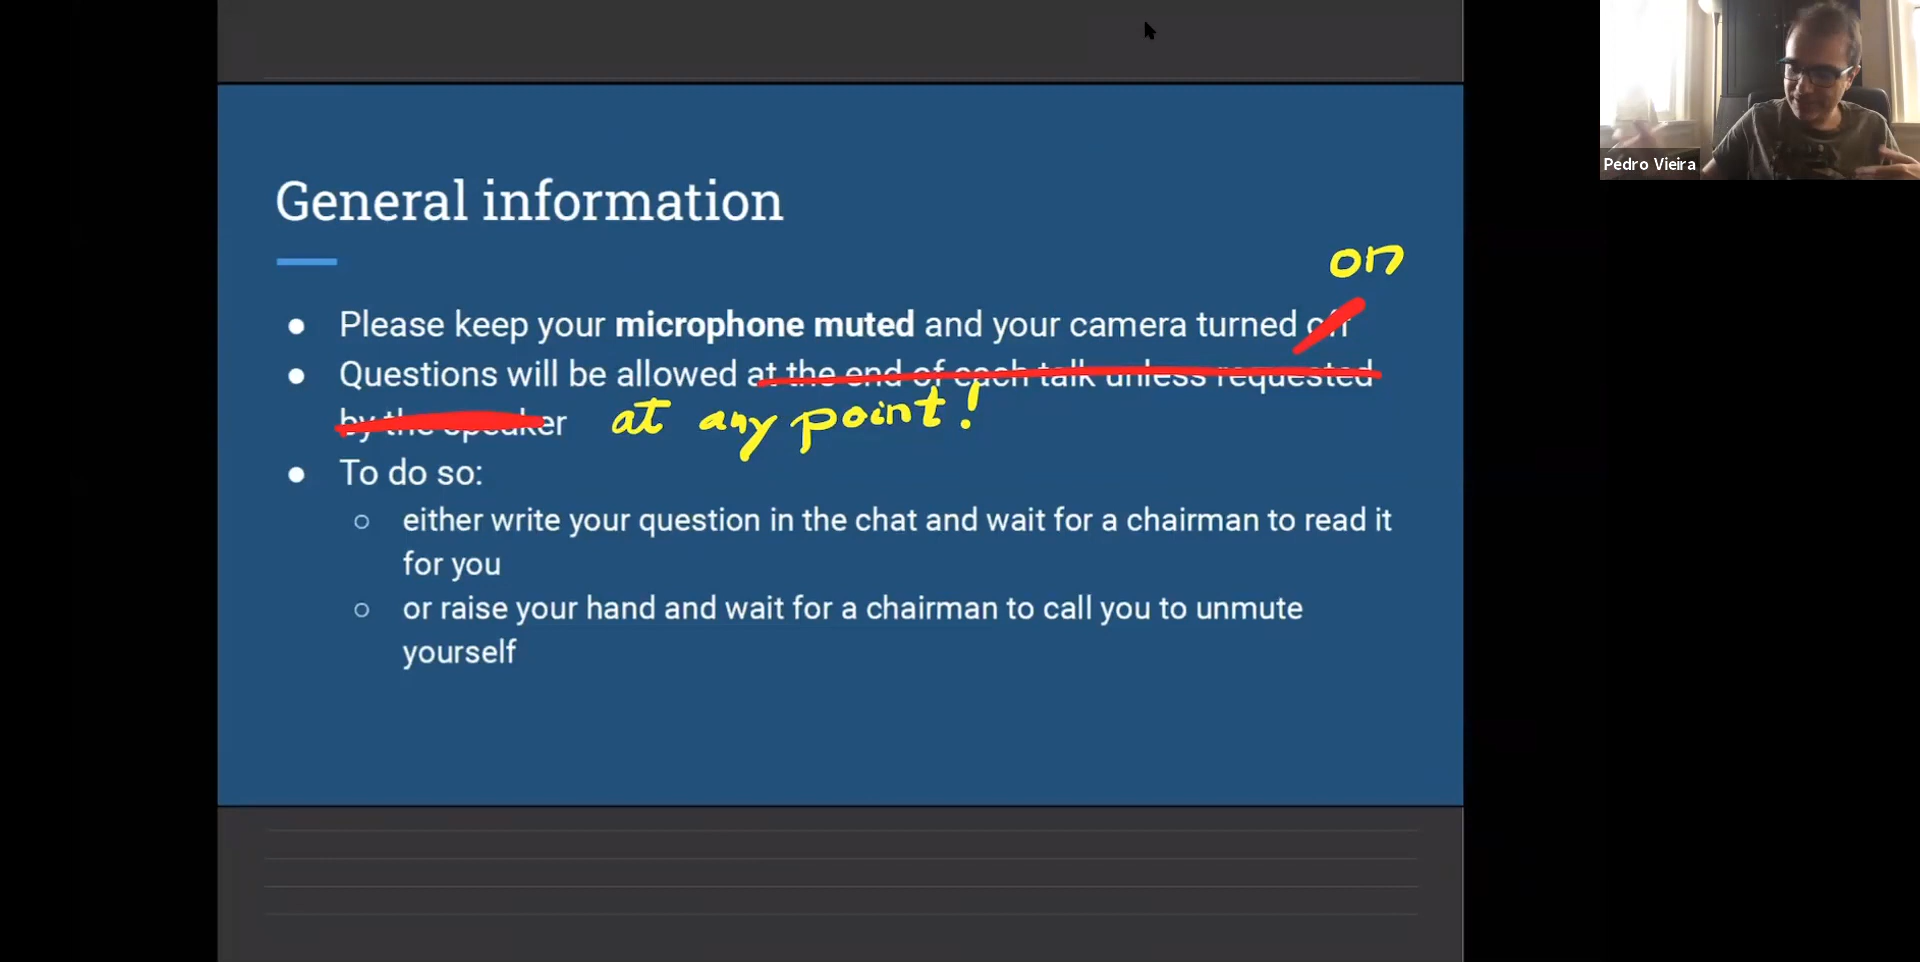 Pedro Vieira
General information
on
Please keep your microphone muted and your camera turned off
Questions will be allowed at the end of each talk unless requested
by the speaker at any point!
To do so:
either write your question in the chat and wait for a chairman to read it
for you
or raise your hand and wait for a chairman to call you to unmute
yourself